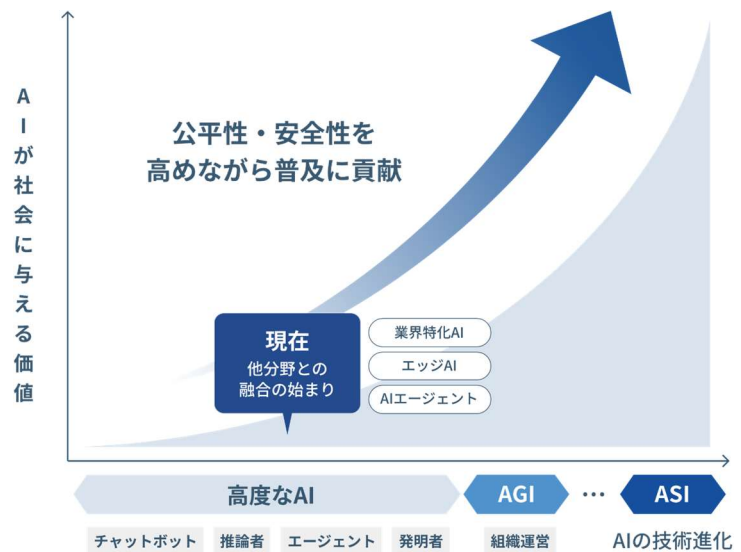 AIが社会に与える価値
公平性・安全性を
高めながら普及に貢献
現在
他分野との
融合の始まり
業界特化AI
エッジAI
AIエージェント
高度なAI
AGI
…
ASI
チャットボット
推論者
エージェント
発明者
組織運営
AIの技術進化